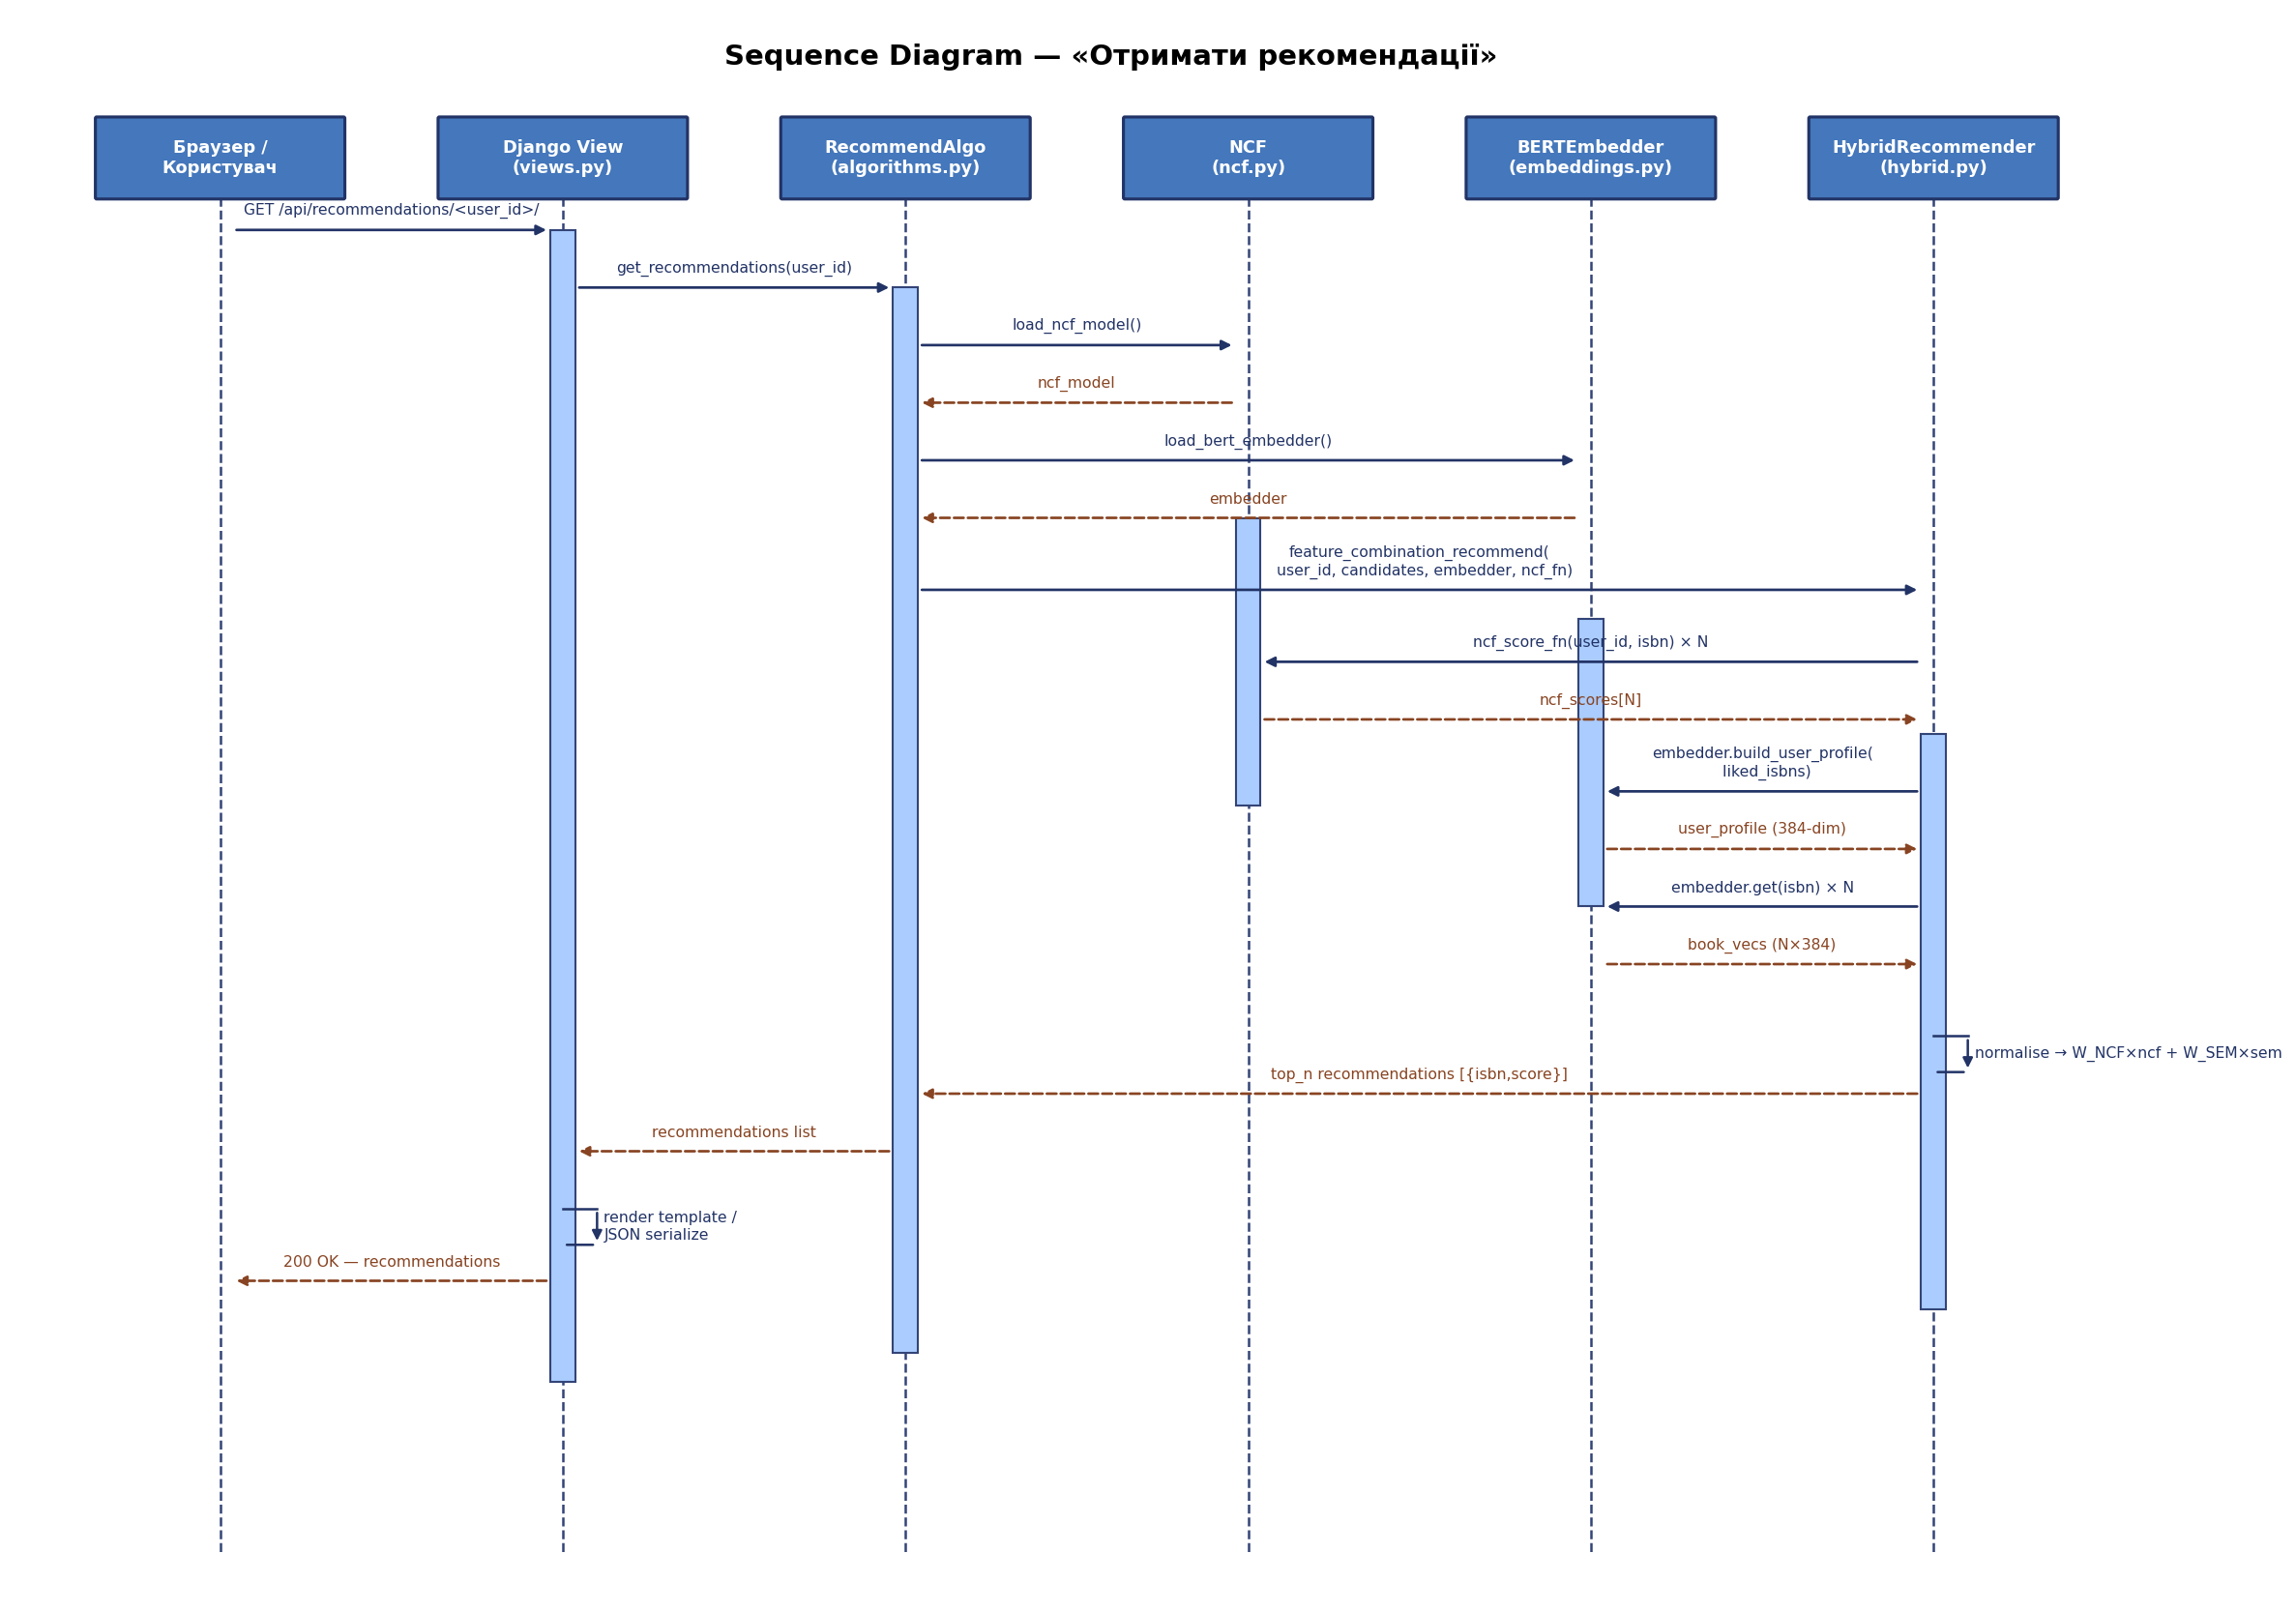 Sequence Diagram — «Отримати рекомендації»
Браузер /
Користувач
Django View
(views.py)
RecommendAlgo
(algorithms.py)
NCF
(ncf.py)
BERTEmbedder
(embeddings.py)
HybridRecommender
(hybrid.py)
GET /api/recommendations/<user_id>/
get_recommendations(user_id)
load_ncf_model()
ncf_model
load_bert_embedder()
embedder
feature_combination_recommend(
user_id, candidates, embedder, ncf_fn)
ncf_score_fn(user_id, isbn) × N
ncf_scores[N]
embedder.build_user_profile(
liked_isbns)
user_profile (384-dim)
embedder.get(isbn) × N
book_vecs (N×384)
normalise → W_NCF×ncf + W_SEM×sem
top_n recommendations [{isbn,score}]
recommendations list
render template /
JSON serialize
200 OK — recommendations